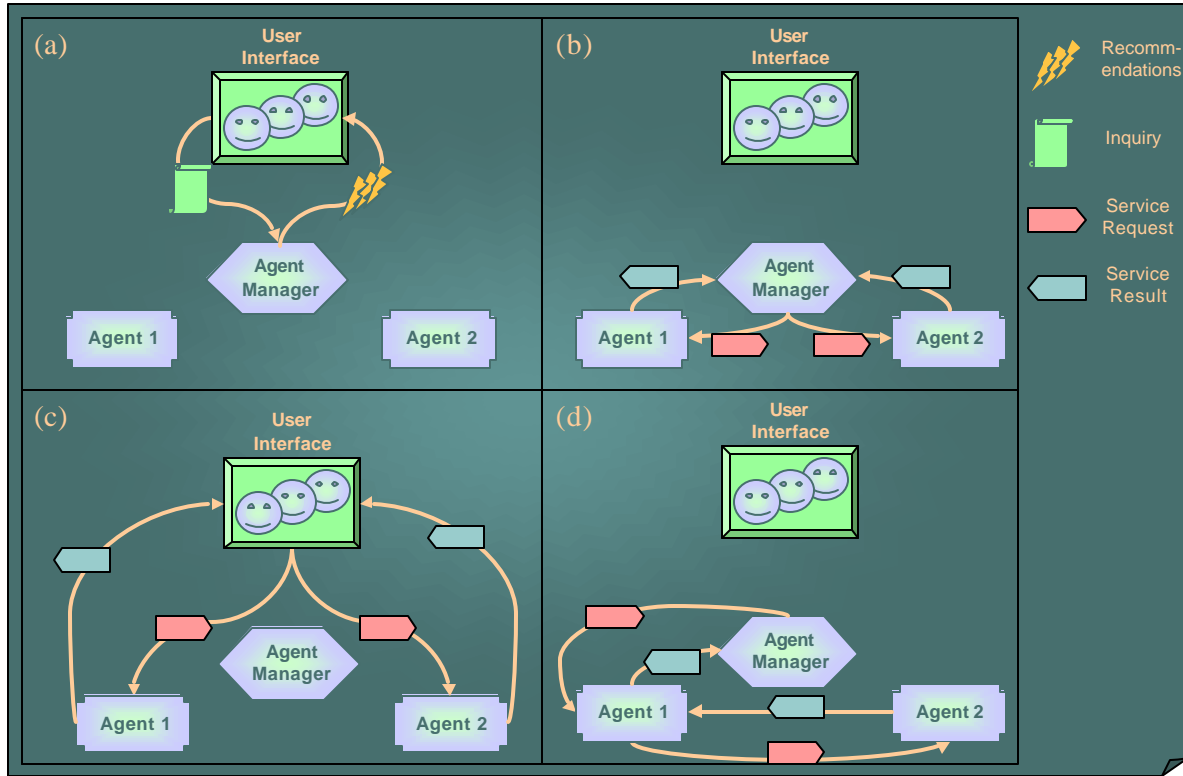 (a)
User
Interface
Agent
Manager
Agent 1
Agent 2
(b)
User
Interface
Agent
Manager
Agent 1
Agent 2
(c)
User
Interface
Agent
Manager
Agent 1
Agent 2
(d)
User
Interface
Agent
Manager
Agent 1
Agent 2
Recomm-
endations
Inquiry
Service
Request
Service
Result